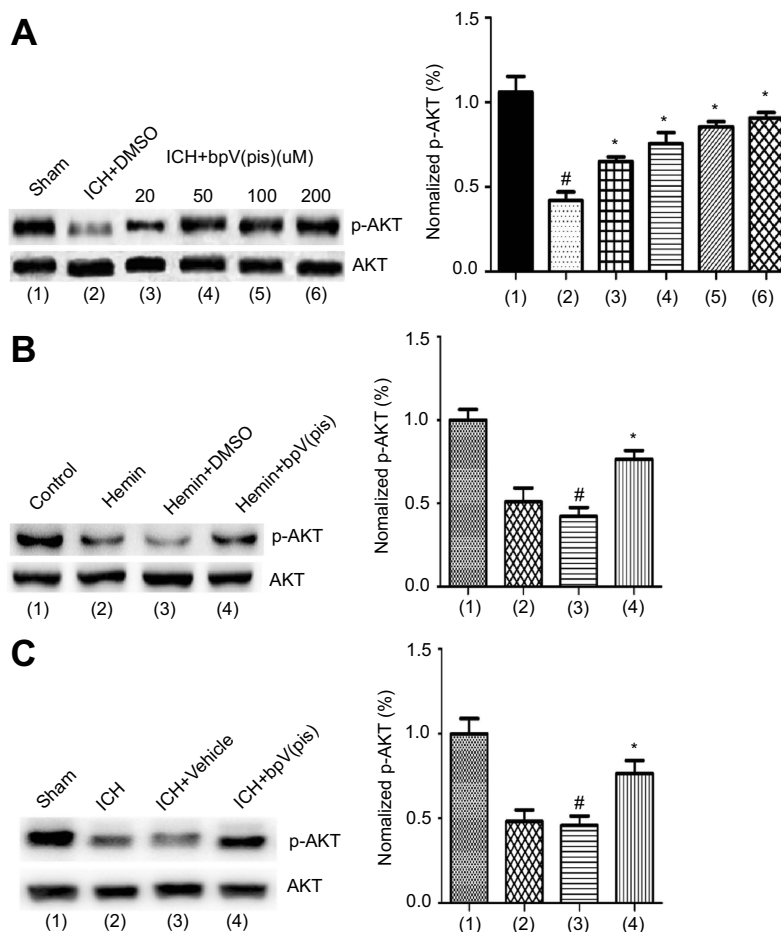 A
Sham
ICH+DMSO
ICH+bpV(pis)(uM)
20 50 100 200
p-AKT
AKT
(1) (2) (3) (4) (5) (6)
Nomalized p-AKT (%)
1.5
1.0
0.5
0.0
#
*
*
*
*
(1) (2) (3) (4) (5) (6)
B
Control
Hemin
Hemin+DMSO
Hemin+bpV(pis)
p-AKT
AKT
(1) (2) (3) (4)
Nomalized p-AKT (%)
1.5
1.0
0.5
0.0
#
*
(1) (2) (3) (4)
C
Sham
ICH
ICH+Vehicle
ICH+bpV(pis)
p-AKT
AKT
(1) (2) (3) (4)
Nomalized p-AKT (%)
1.5
1.0
0.5
0.0
#
*
(1) (2) (3) (4)